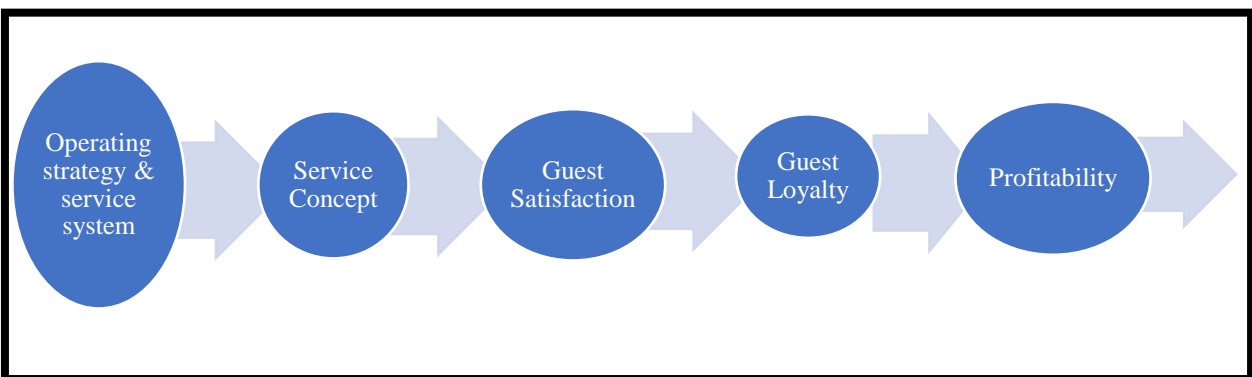 Operating
strategy &
service
system
Service
Concept
Guest
Satisfaction
Guest
Loyalty
Profitability